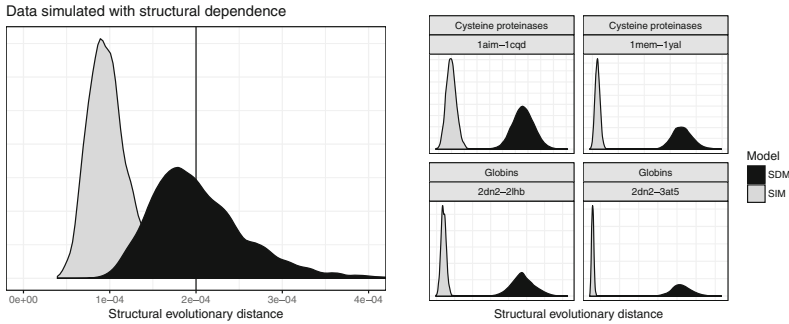 Data simulated with structural dependence
0e+00 1e−04 2e−04 3e−04 4e−04
Structural evolutionary distance
Cysteine proteinases
1aim−1cqd
Cysteine proteinases
1mem−1yal
Globins
2dn2−2lhb
Globins
2dn2−3at5
Structural evolutionary distance
Model
SDM
SIM